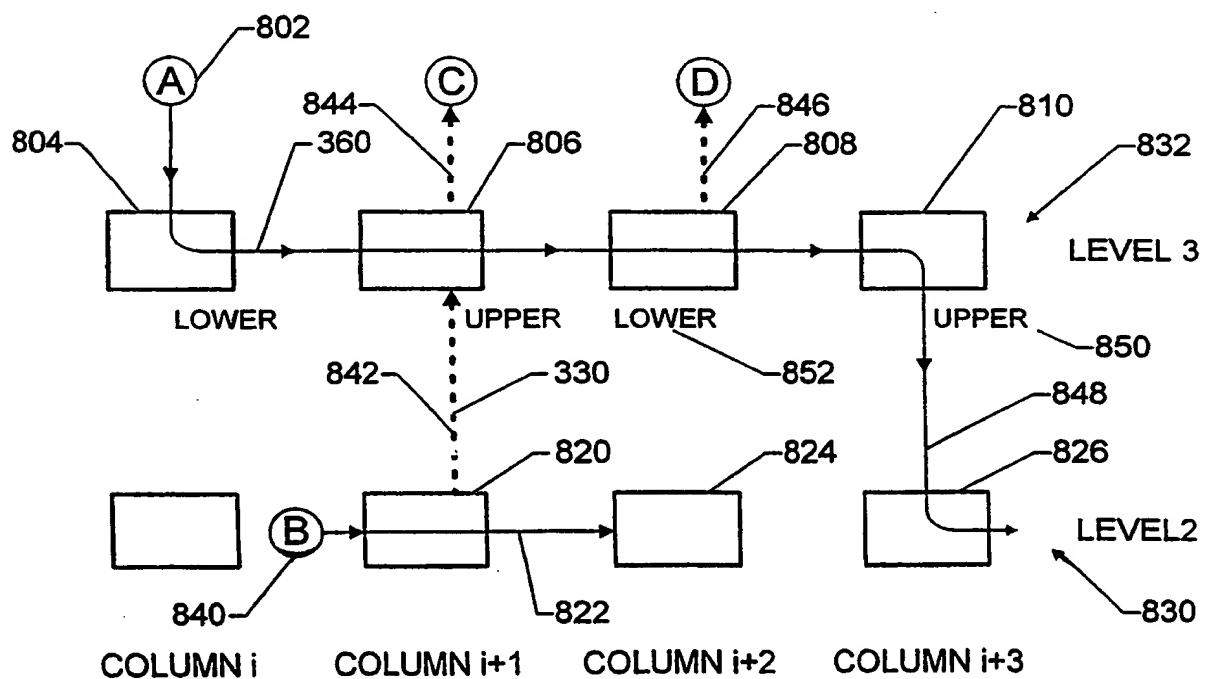 802
A
C
D
844
846
810
804
360
806
808
832
LEVEL 3
LOWER
UPPER
LOWER
UPPER
850
842
330
852
848
820
824
826
B
LEVEL2
840
822
830
COLUMN i
COLUMN i+1
COLUMN i+2
COLUMN i+3